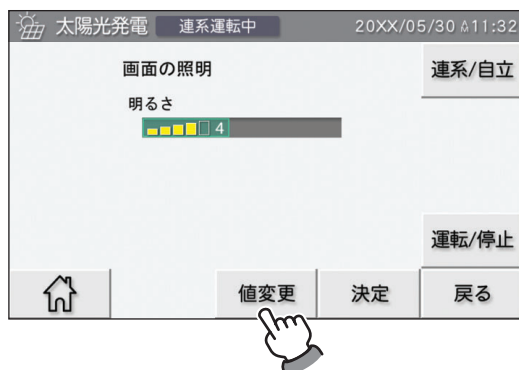 太陽光発電 連系運転中 20XX/05/30 11:32
画面の照明
連系/自立
明るさ
4
運転/停止
値変更 決定 戻る